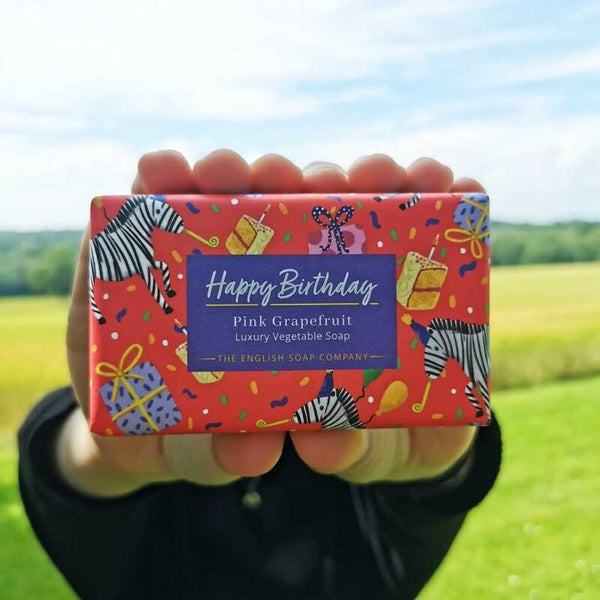 Happy Birthday
Pink Grapefruit
Luxury Vegetable Soap
THE ENGLISH SOAP COMPANY